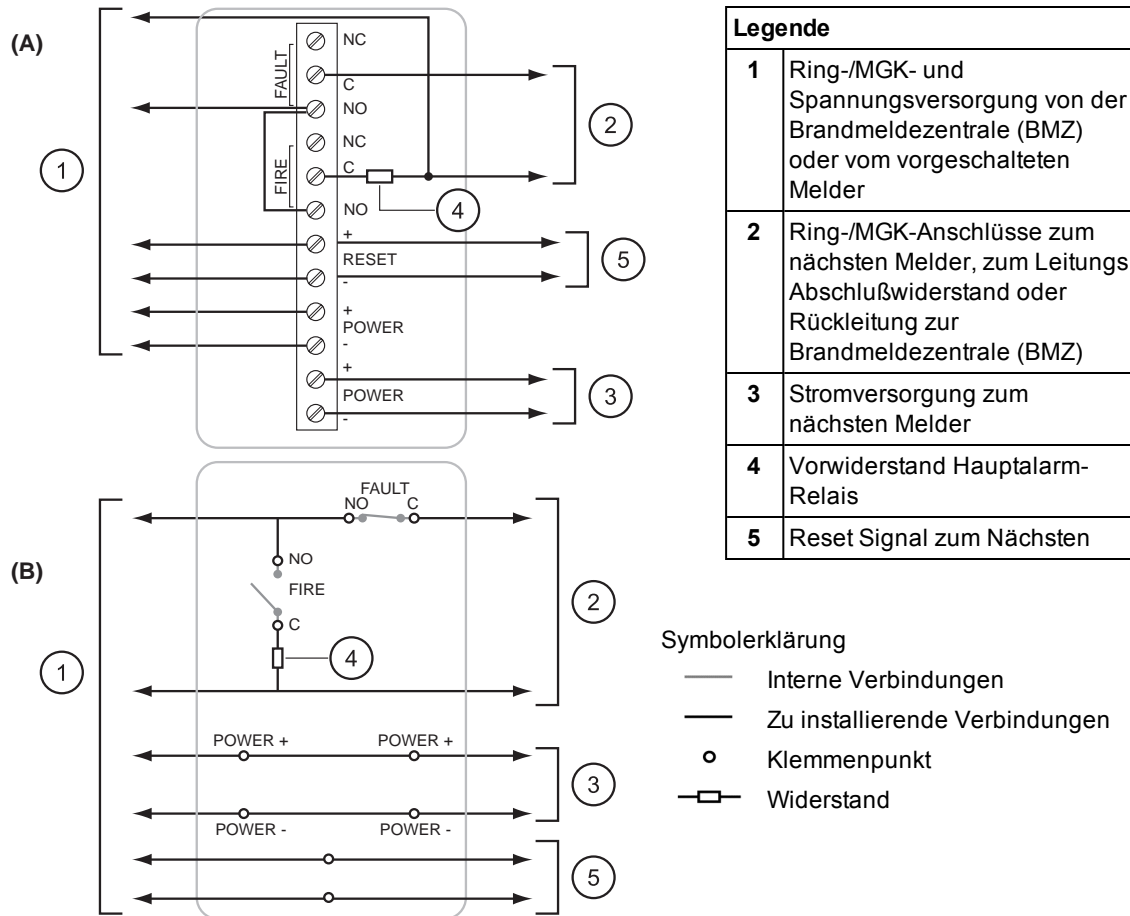 (A)
1
FAULT
NC
C
NO
FIRE
NC
C
NO
+
RESET
-
+
POWER
-
+
POWER
-
2
4
5
3
(B)
1
FAULT
NO C
NO
FIRE
C
4
2
POWER + POWER +
3
POWER - POWER -
5
Legende
1 Ring-/MGK- und
Spannungsversorgung von der
Brandmeldezentrale (BMZ)
oder vom vorgeschalteten
Melder
2 Ring-/MGK-Anschlüsse zum
nächsten Melder, zum Leitungs
Abschlußwiderstand oder
Rückleitung zur
Brandmeldezentrale (BMZ)
3 Stromversorgung zum
nächsten Melder
4 Vorwiderstand Hauptalarm-
Relais
5 Reset Signal zum Nächsten
Symbolerklärung
Interne Verbindungen
Zu installierende Verbindungen
Klemmenpunkt
Widerstand